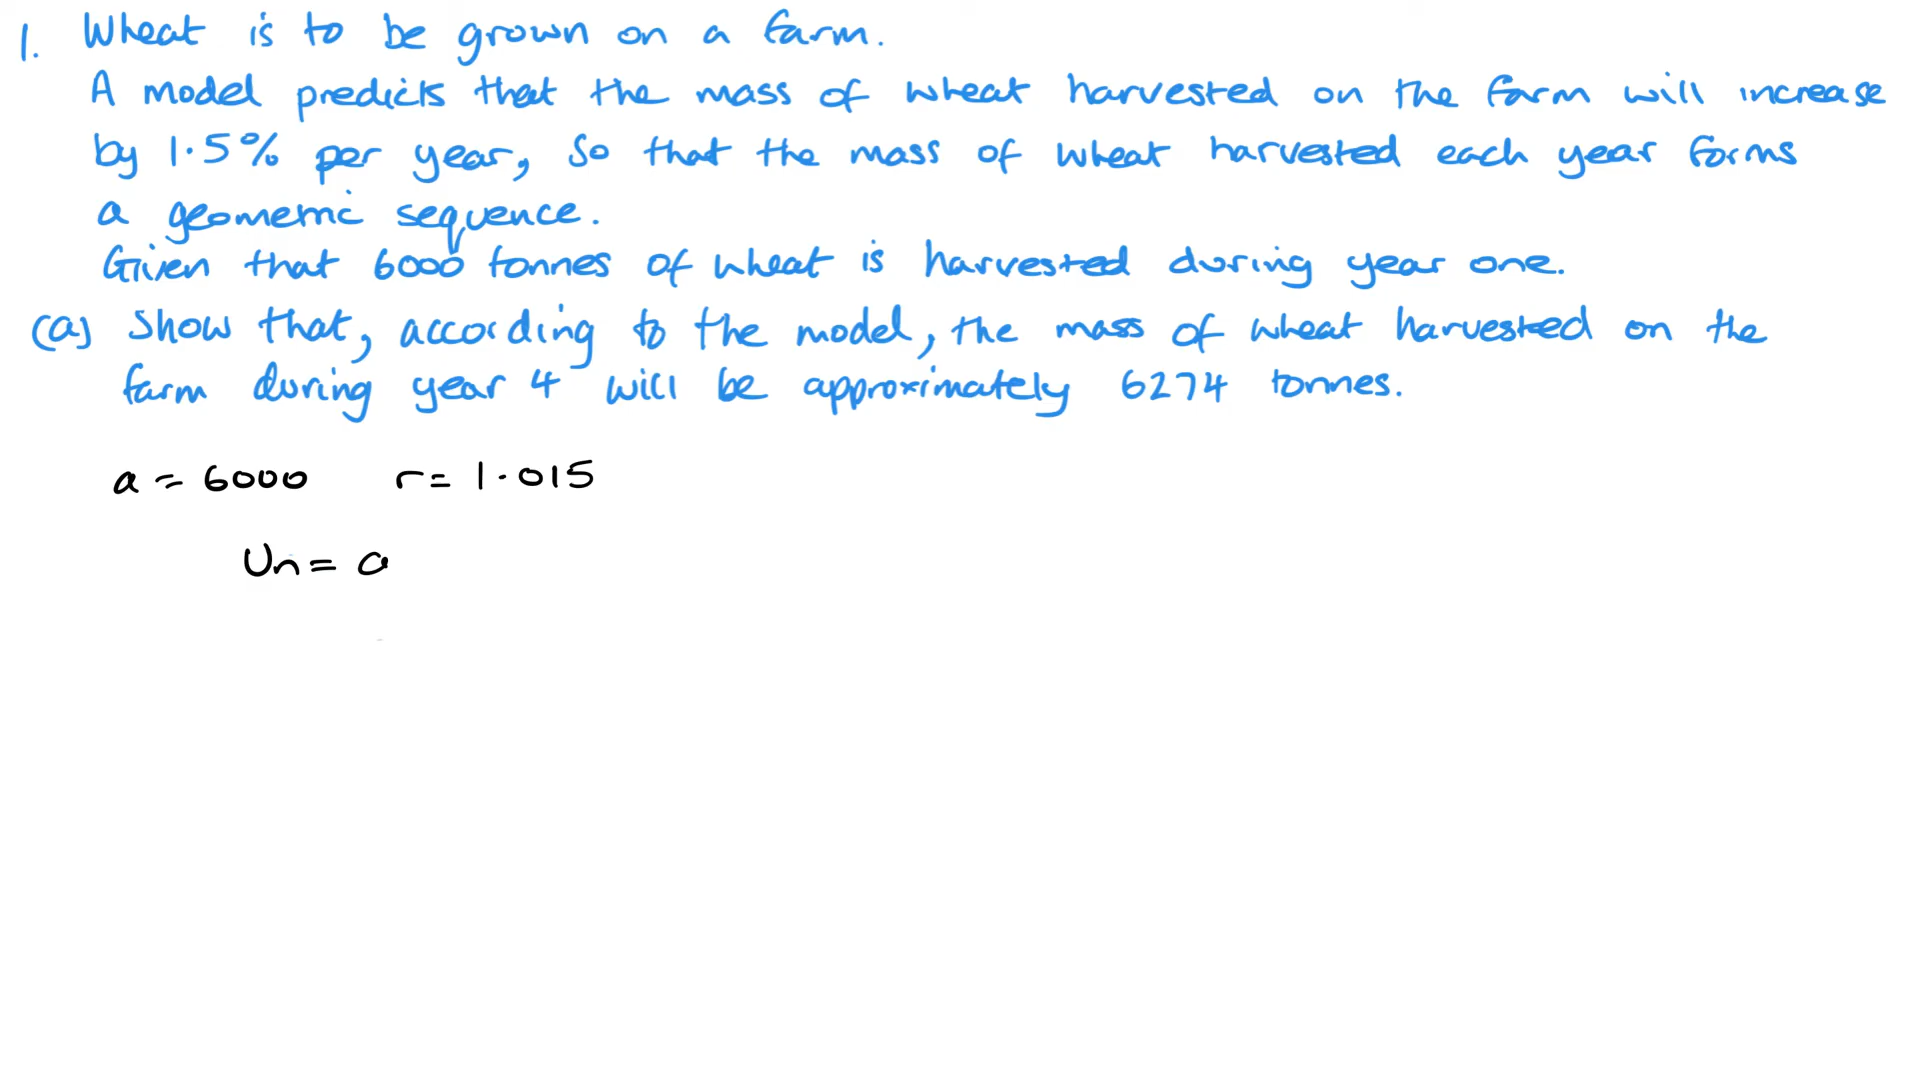 1. Wheat is to be grown on a farm.
A model predicts that the mass of wheat harvested on the farm will increase
by 1.5% per year, so that the mass of wheat harvested each year forms
a geometric sequence.
Given that 6000 tonnes of wheat is harvested during year one.
(a) Show that, according to the model, the mass of wheat harvested on the
farm during year 4 will be approximately 6274 tonnes.
a = 6000 r = 1.015
Un = a